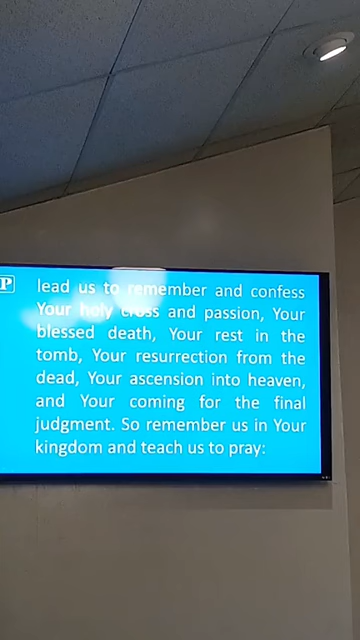 P lead us to remember and confess
Your holy cross and passion, Your
blessed death, Your rest in the
tomb, Your resurrection from the
dead, Your ascension into heaven,
and Your coming for the final
judgment. So remember us in Your
kingdom and teach us to pray: